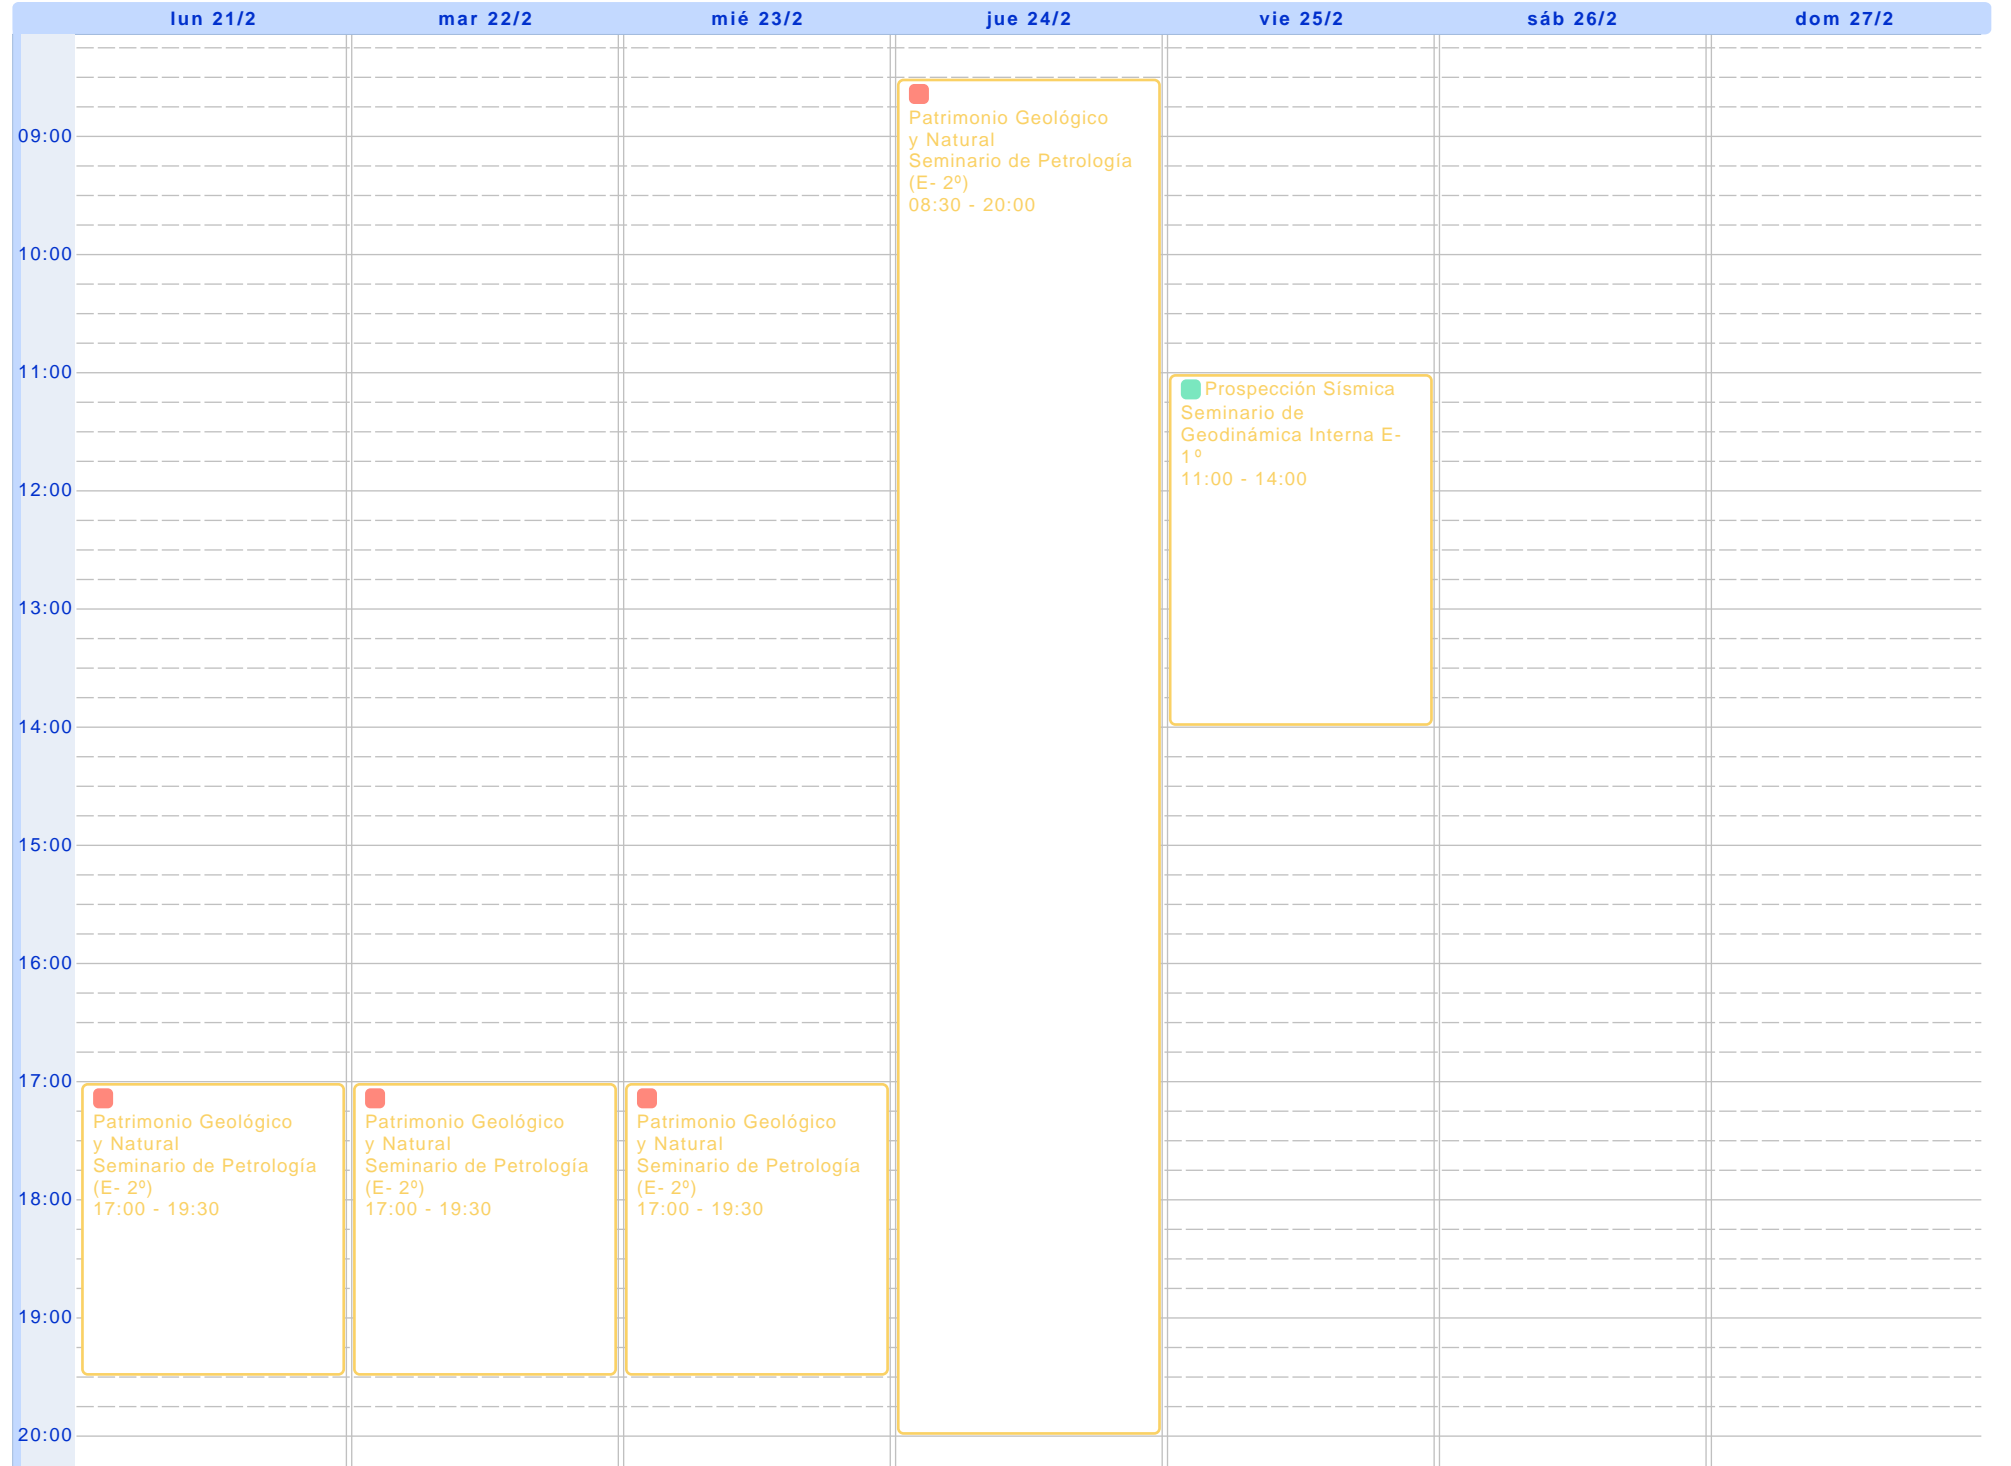 lun 21/2
mar 22/2
mié 23/2
jue 24/2
vie 25/2
sáb 26/2
dom 27/2
09:00
10:00
11:00
12:00
13:00
14:00
15:00
16:00
17:00
18:00
19:00
20:00
Patrimonio Geológico
y Natural
Seminario de Petrología
(E- 2º)
17:00 - 19:30
Patrimonio Geológico
y Natural
Seminario de Petrología
(E- 2º)
17:00 - 19:30
Patrimonio Geológico
y Natural
Seminario de Petrología
(E- 2º)
17:00 - 19:30
Patrimonio Geológico
y Natural
Seminario de Petrología
(E- 2º)
08:30 - 20:00
Prospección Sísmica
Seminario de
Geodinámica Interna E-
1º
11:00 - 14:00